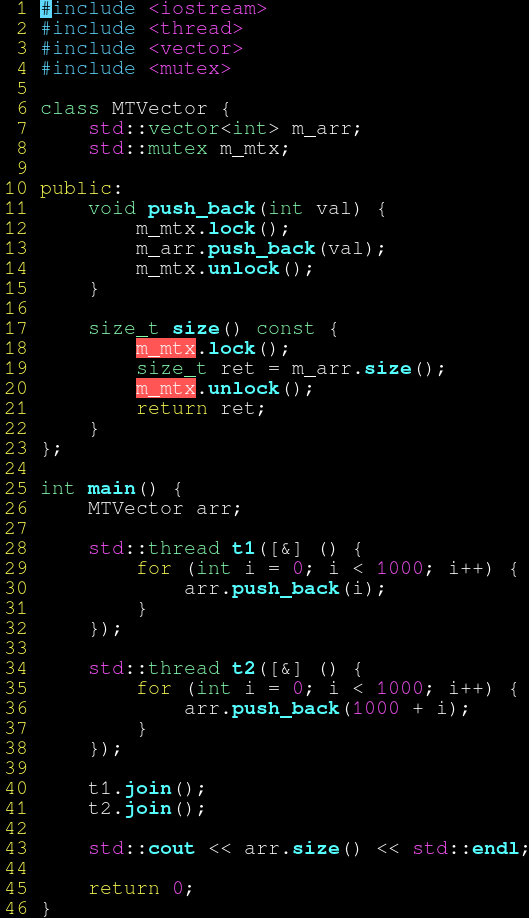 1 #include <iostream>
2 #include <thread>
3 #include <vector>
4 #include <mutex>
5
6 class MTVector {
7     std::vector<int> m_arr;
8     std::mutex m_mtx;
9
10 public:
11     void push_back(int val) {
12         m_mtx.lock();
13         m_arr.push_back(val);
14         m_mtx.unlock();
15     }
16
17     size_t size() const {
18         m_mtx.lock();
19         size_t ret = m_arr.size();
20         m_mtx.unlock();
21         return ret;
22     }
23 };
24
25 int main() {
26     MTVector arr;
27
28     std::thread t1([&] () {
29         for (int i = 0; i < 1000; i++) {
30             arr.push_back(i);
31         }
32     });
33
34     std::thread t2([&] () {
35         for (int i = 0; i < 1000; i++) {
36             arr.push_back(1000 + i);
37         }
38     });
39
40     t1.join();
41     t2.join();
42
43     std::cout << arr.size() << std::endl;
44
45     return 0;
46 }